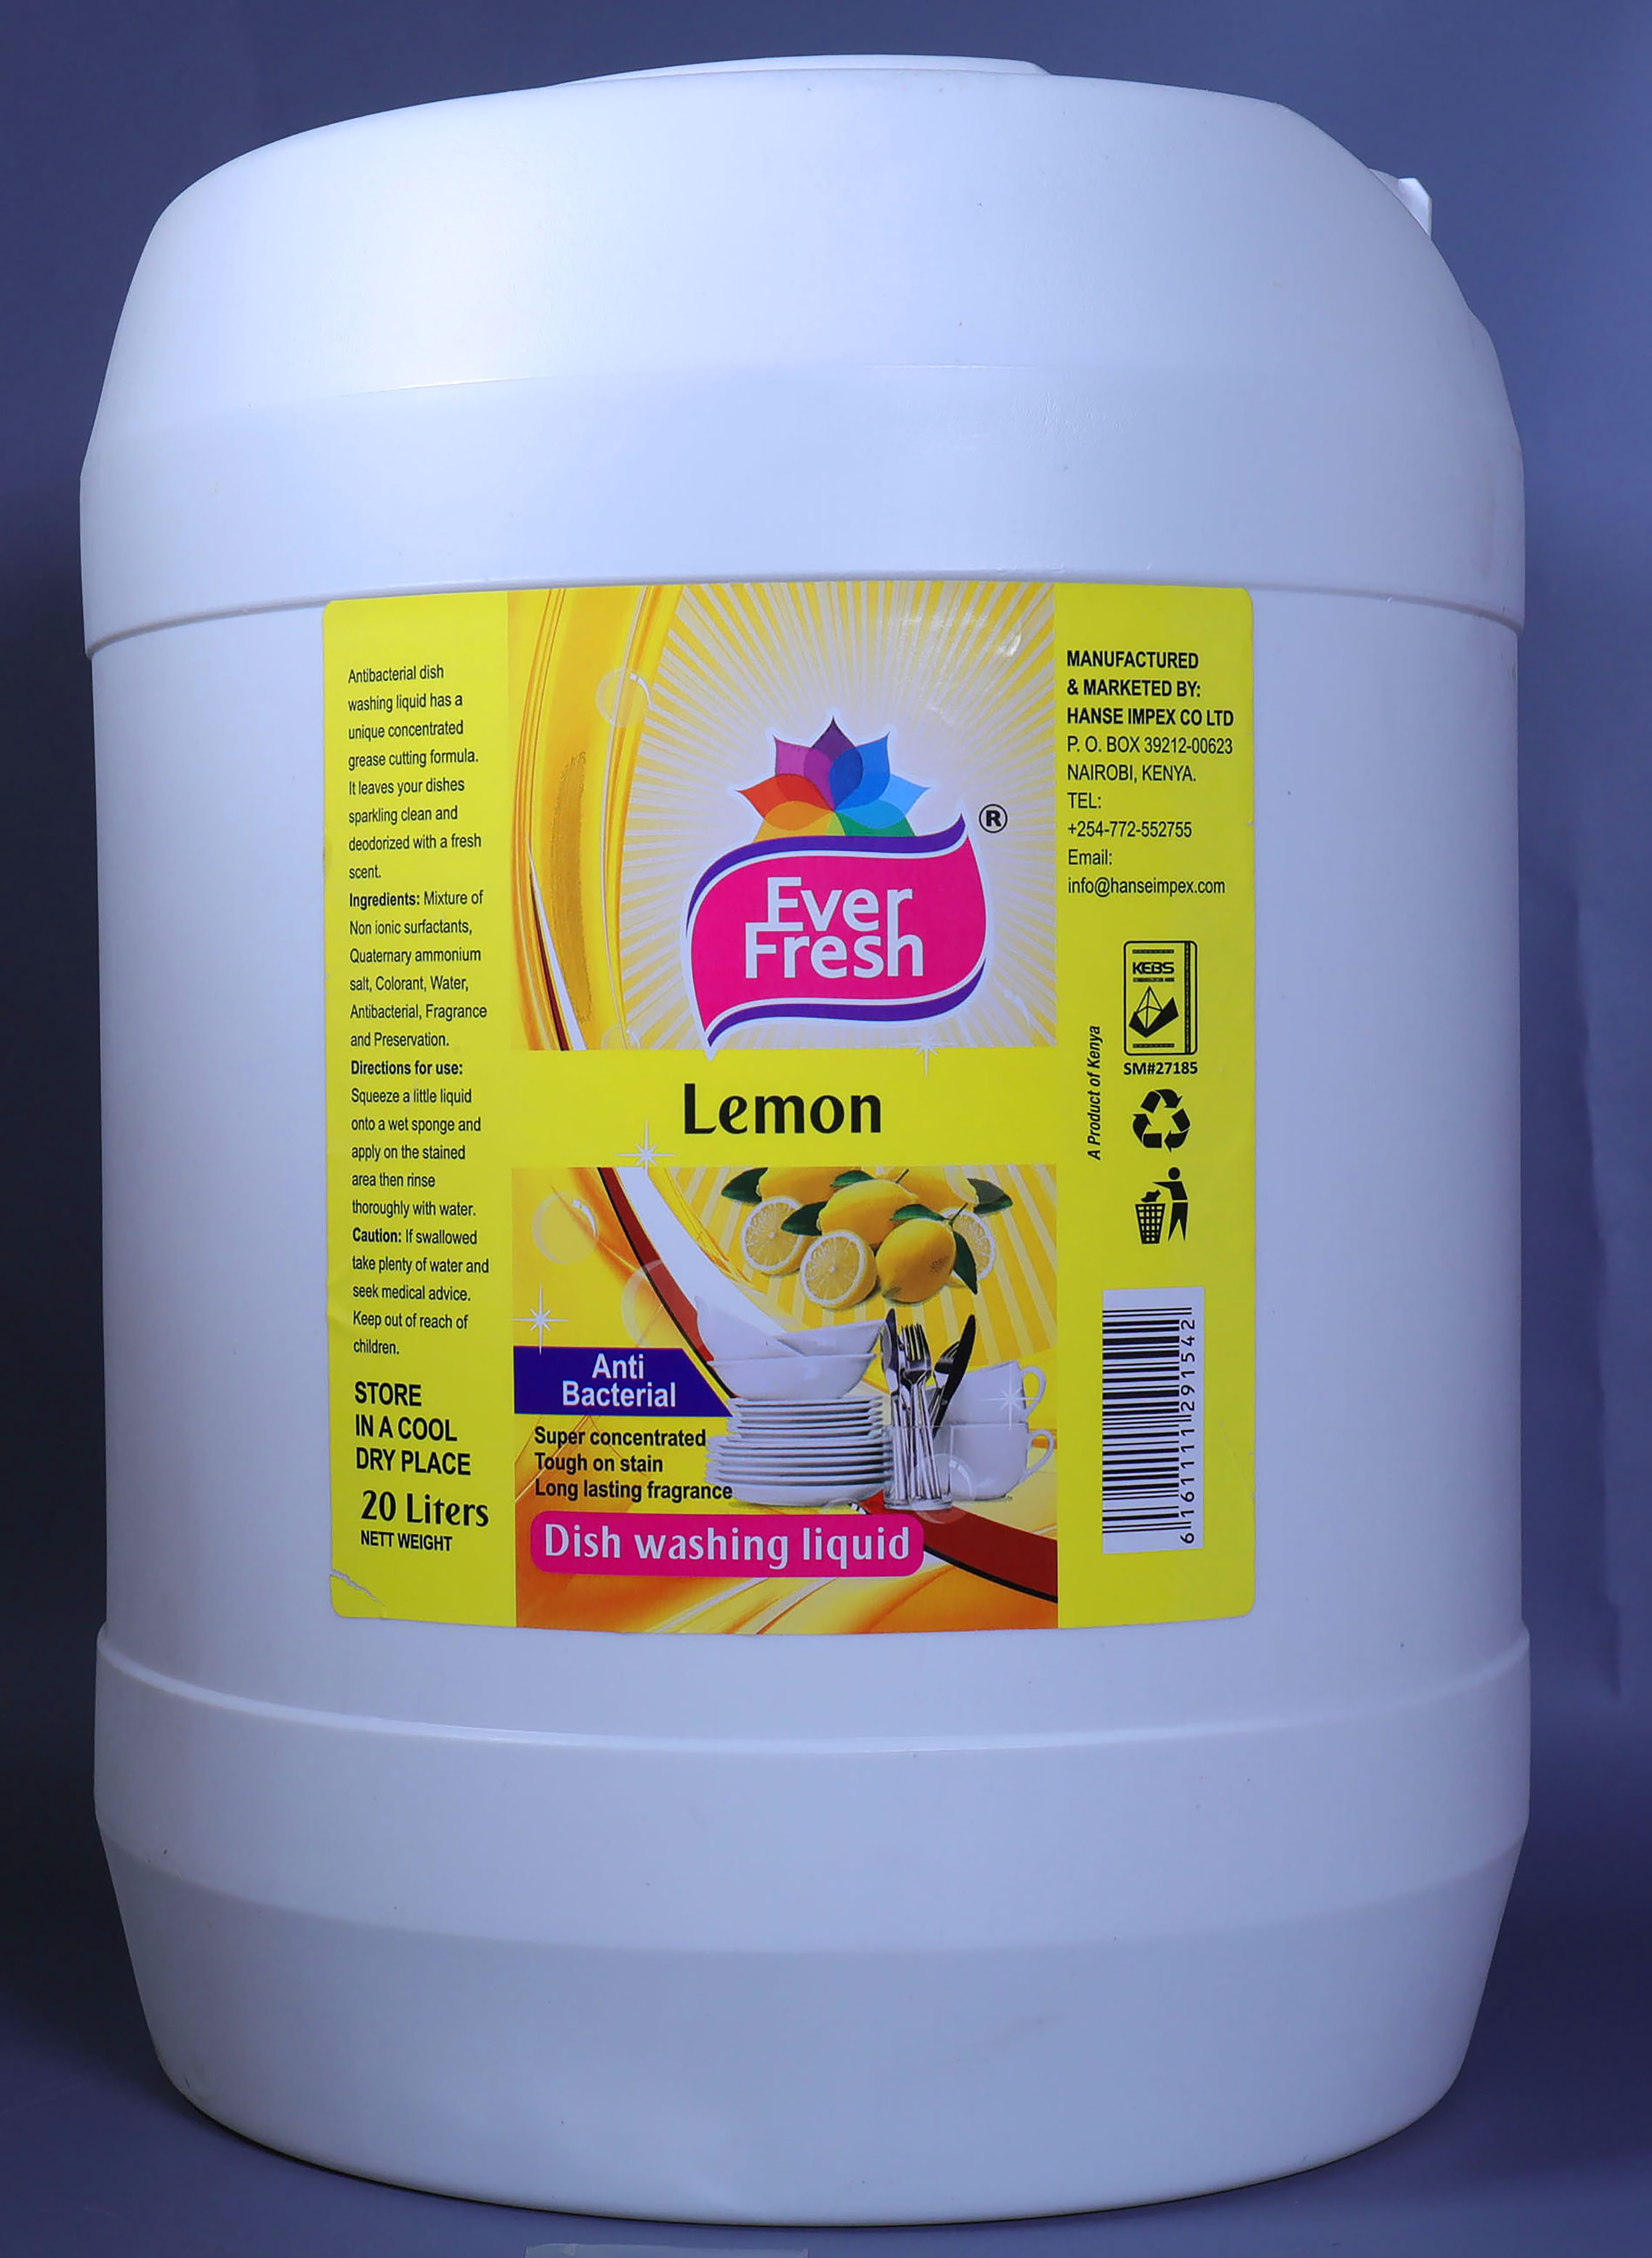 Antibacterial dish
washing liquid has a
unique concentrated
grease cutting formula.
It leaves your dishes
sparkling clean and
deodorized with a fresh
scent.
Ingredients: Mixture of
Non ionic surfactants,
Quaternary ammonium
salt, Colorant, Water,
Antibacterial, Fragrance
and Preservation.
Directions for use:
Squeeze a little liquid
onto a wet sponge and
apply on the stained
area then rinse
thoroughly with water.
Caution: If swallowed
take plenty of water and
seek medical advice.
Keep out of reach of
children.
STORE
IN A COOL
DRY PLACE
20 Liters
NETT WEIGHT
®
Ever
Fresh
Lemon
Anti
Bacterial
Super concentrated
Tough on stain
Long lasting fragrance
Dish washing liquid
MANUFACTURED
& MARKETED BY:
HANSE IMPEX CO LTD
P. O. BOX 39212-00623
NAIROBI, KENYA.
TEL:
+254-772-552755
Email:
info@hanseimpex.com
KEBS
SM#27185
A Product of Kenya
6161111291542